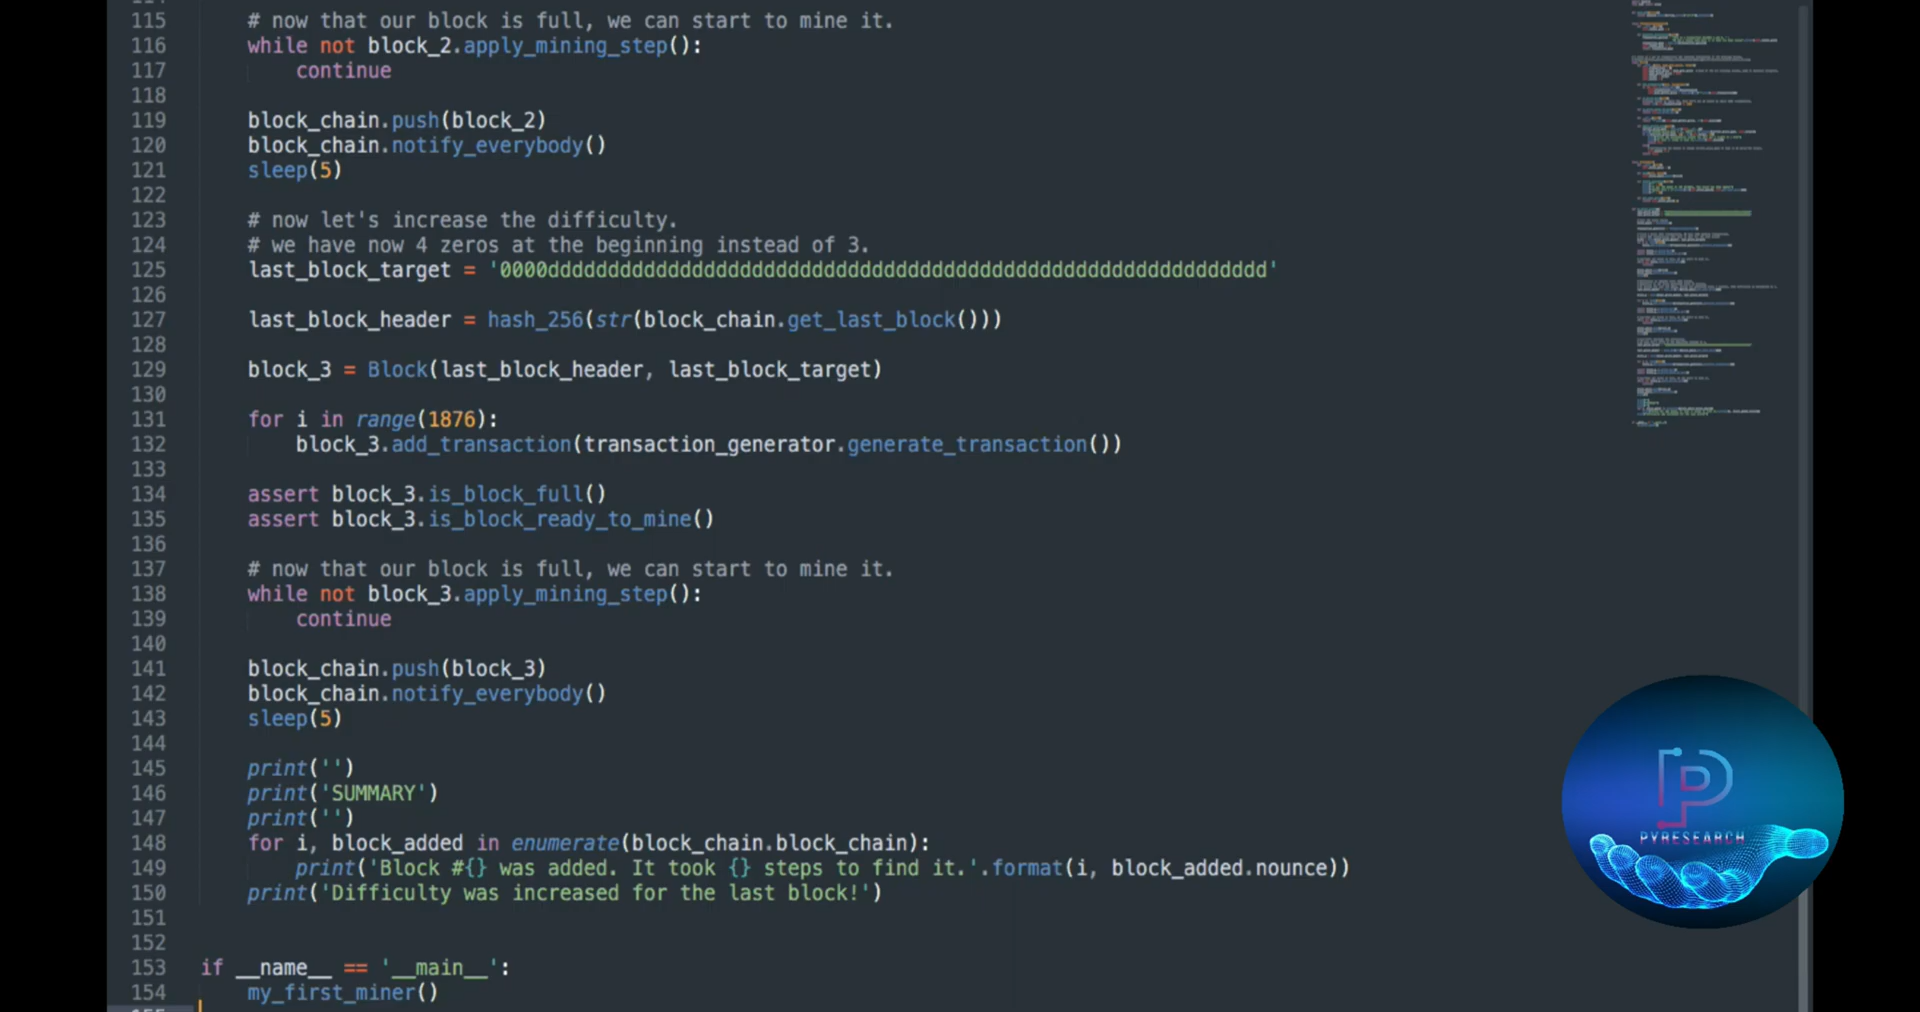 115 # now that our block is full, we can start to mine it.
116 while not block_2.apply_mining_step():
117 continue
118
119 block_chain.push(block_2)
120 block_chain.notify_everybody()
121 sleep(5)
122
123 # now let's increase the difficulty.
124 # we have now 4 zeros at the beginning instead of 3.
125 last_block_target = '0000dddddddddddddddddddddddddddddddddddddddddddddddddddddddddddd'
126
127 last_block_header = hash_256(str(block_chain.get_last_block()))
128
129 block_3 = Block(last_block_header, last_block_target)
130
131 for i in range(1876):
132 block_3.add_transaction(transaction_generator.generate_transaction())
133
134 assert block_3.is_block_full()
135 assert block_3.is_block_ready_to_mine()
136
137 # now that our block is full, we can start to mine it.
138 while not block_3.apply_mining_step():
139 continue
140
141 block_chain.push(block_3)
142 block_chain.notify_everybody()
143 sleep(5)
144
145 print('')
146 print('SUMMARY')
147 print('')
148 for i, block_added in enumerate(block_chain.block_chain):
149 print('Block #{} was added. It took {} steps to find it.'.format(i, block_added.nounce))
150 print('Difficulty was increased for the last block!')
151
152
153 if __name__ == '__main__':
154 my_first_miner()
PYRESEARCH